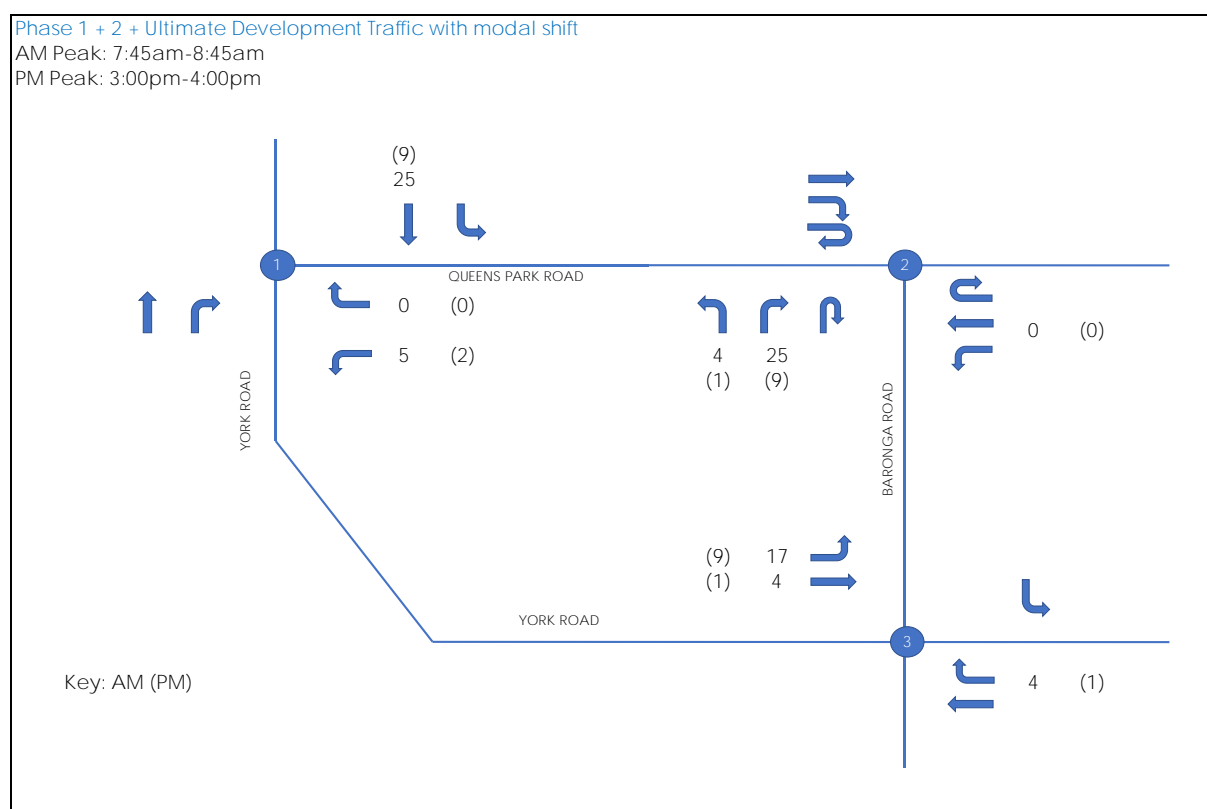 Phase 1 + 2 + Ultimate Development Traffic with modal shift
AM Peak: 7:45am-8:45am
PM Peak: 3:00pm-4:00pm
(9)
25
1
QUEENS PARK ROAD
2
0 (0)
5 (2)
4 25
(1) (9)
0 (0)
YORK ROAD
BARONGA ROAD
(9) 17
(1) 4
YORK ROAD
3
Key: AM (PM)
4 (1)